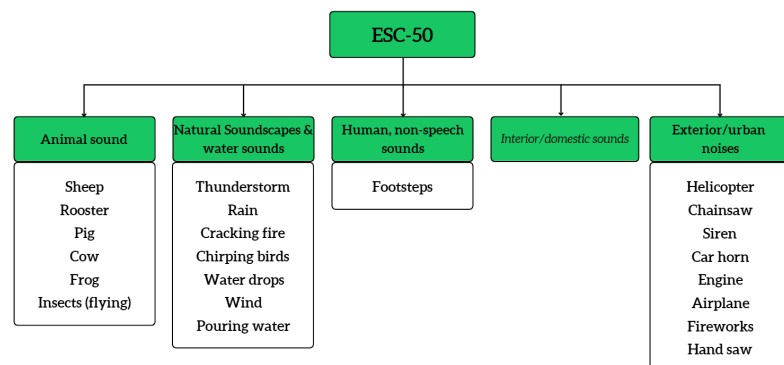 ESC-50
Animal sound
Sheep
Rooster
Pig
Cow
Frog
Insects (flying)
Natural Soundscapes &
water sounds
Thunderstorm
Rain
Cracking fire
Chirping birds
Water drops
Wind
Pouring water
Human, non-speech
sounds
Footsteps
Interior/domestic sounds
Exterior/urban
noises
Helicopter
Chainsaw
Siren
Car horn
Engine
Airplane
Fireworks
Hand saw